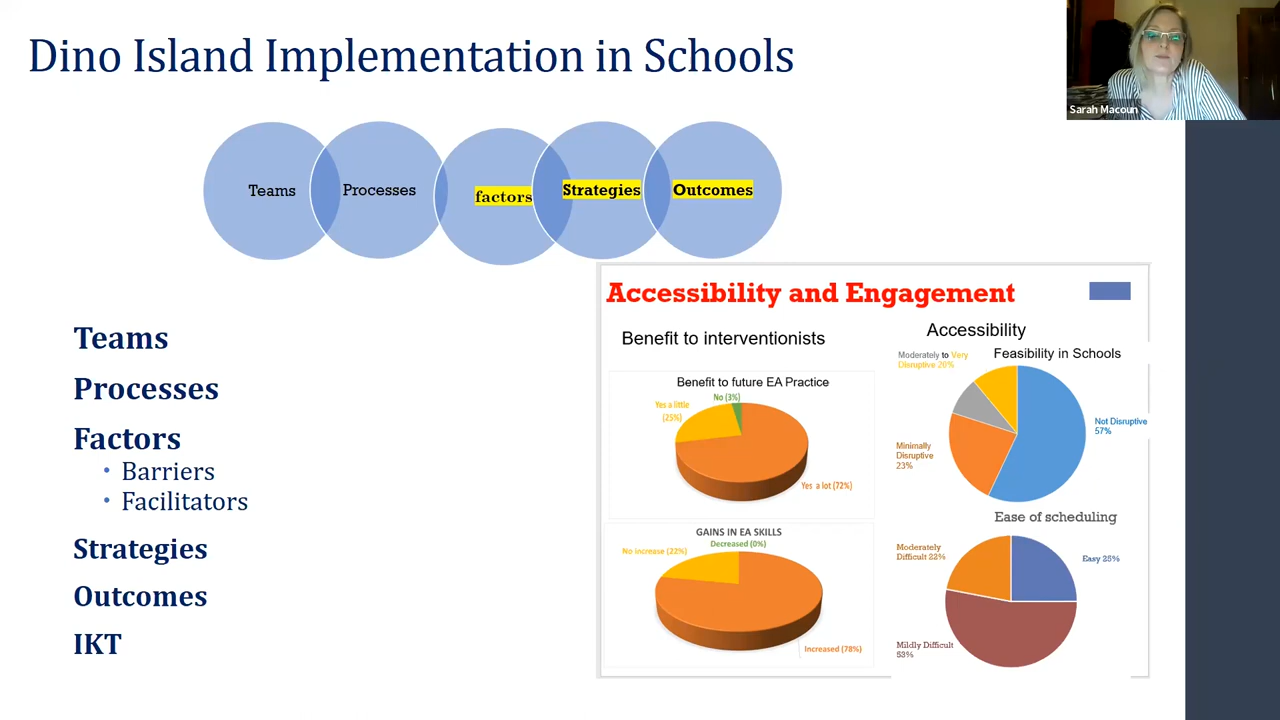 Dino Island Implementation in Schools
Sarah Macoun
Teams
Processes
factors
Strategies
Outcomes
Teams
Processes
Factors
• Barriers
• Facilitators
Strategies
Outcomes
IKT
Accessibility and Engagement
Benefit to interventionists
Benefit to future EA Practice
No (3%)
Yes a little
(25%)
Yes a lot (72%)
GAINS IN EA SKILLS
Decreased (0%)
No increase (22%)
Increased (78%)
Accessibility
Feasibility in Schools
Moderately to Very
Disruptive 20%
Not Disruptive
57%
Minimally
Disruptive
23%
Ease of scheduling
Moderately
Difficult 22%
Easy 25%
Mildly Difficult
53%